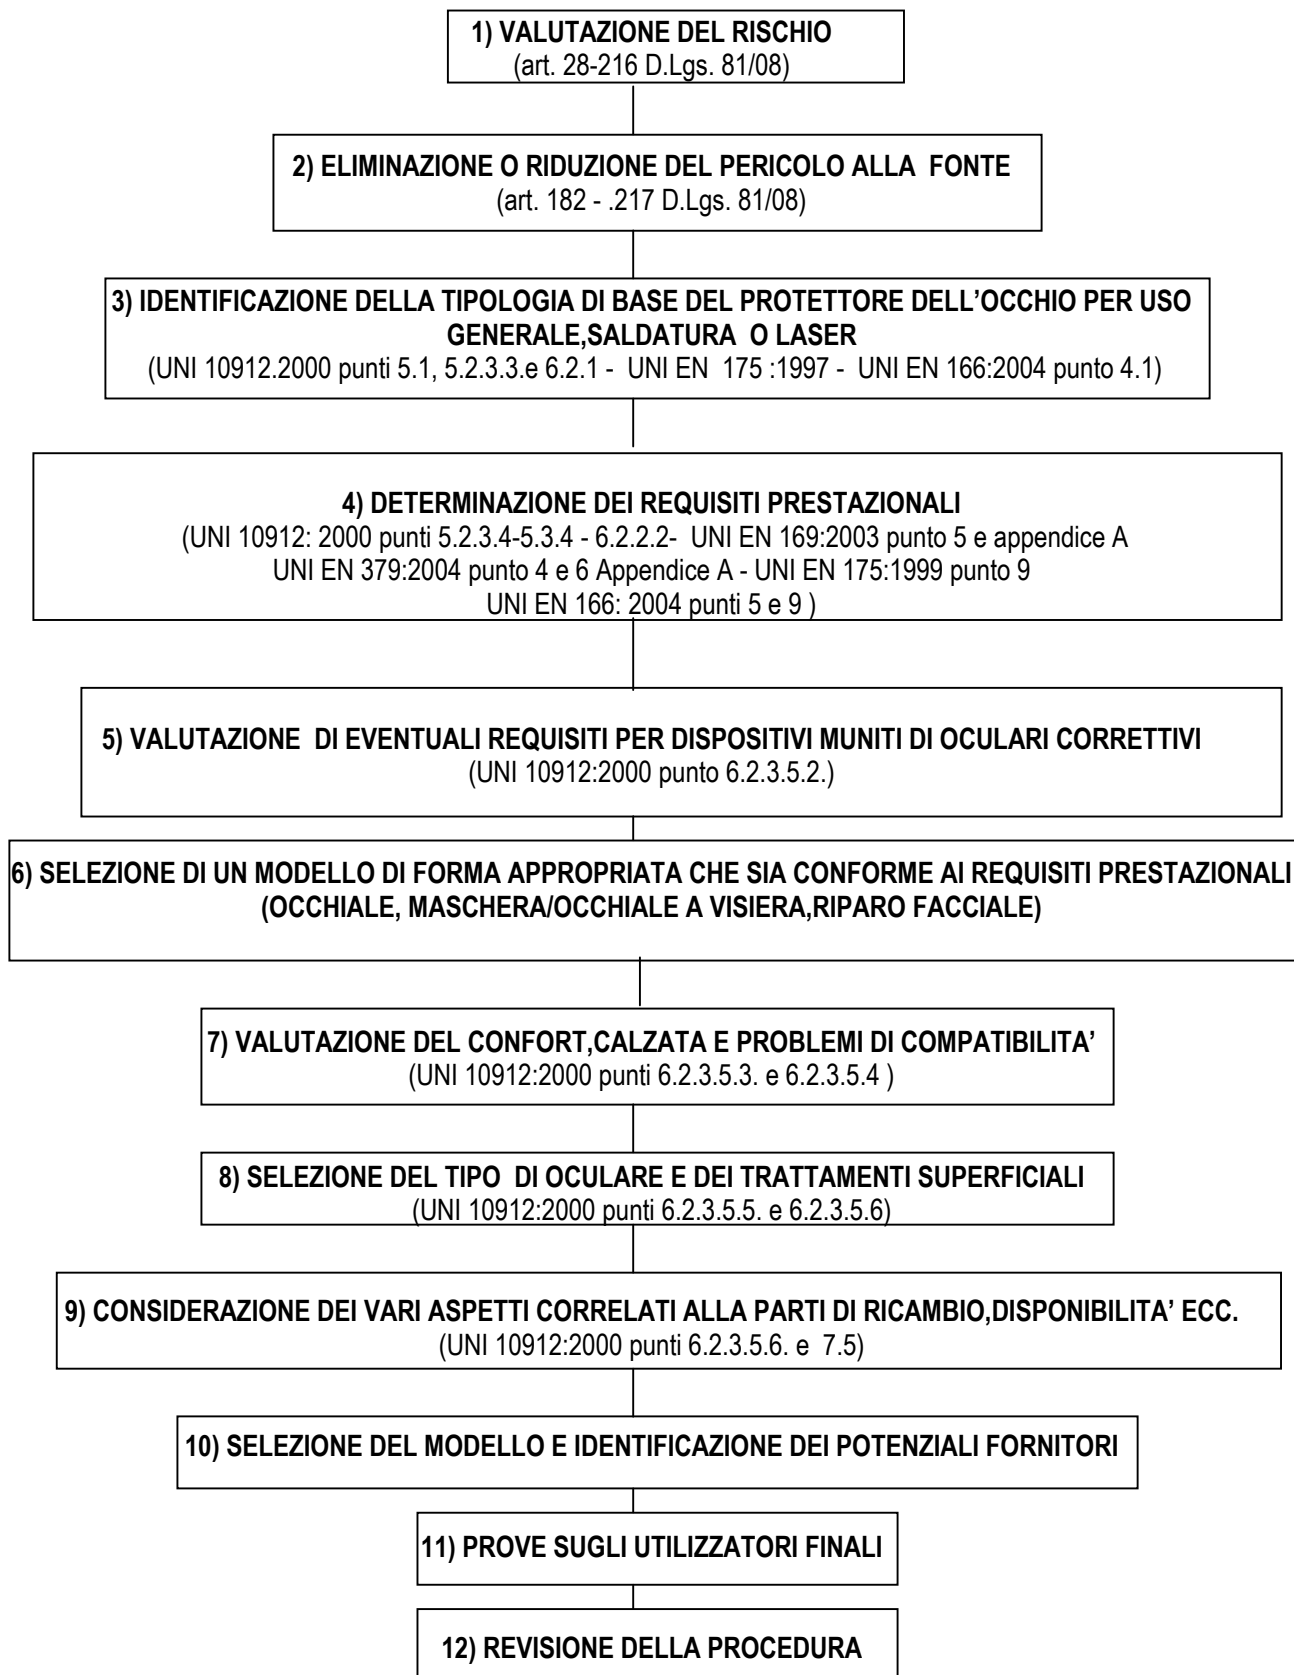 1) VALUTAZIONE DEL RISCHIO
(art. 28-216 D.Lgs. 81/08)
2) ELIMINAZIONE O RIDUZIONE DEL PERICOLO ALLA FONTE
(art. 182 - .217 D.Lgs. 81/08)
3) IDENTIFICAZIONE DELLA TIPOLOGIA DI BASE DEL PROTETTORE DELL'OCCHIO PER USO
GENERALE,SALDATURA O LASER
(UNI 10912.2000 punti 5.1, 5.2.3.3.e 6.2.1 - UNI EN 175 :1997 - UNI EN 166:2004 punto 4.1)
4) DETERMINAZIONE DEI REQUISITI PRESTAZIONALI
(UNI 10912: 2000 punti 5.2.3.4-5.3.4 - 6.2.2.2- UNI EN 169:2003 punto 5 e appendice A
UNI EN 379:2004 punto 4 e 6 Appendice A - UNI EN 175:1999 punto 9
UNI EN 166: 2004 punti 5 e 9 )
5) VALUTAZIONE DI EVENTUALI REQUISITI PER DISPOSITIVI MUNITI DI OCULARI CORRETTIVI
(UNI 10912:2000 punto 6.2.3.5.2.)
6) SELEZIONE DI UN MODELLO DI FORMA APPROPRIATA CHE SIA CONFORME AI REQUISITI PRESTAZIONALI
(OCCHIALE, MASCHERA/OCCHIALE A VISIERA,RIPARO FACCIALE)
7) VALUTAZIONE DEL CONFORT,CALZATA E PROBLEMI DI COMPATIBILITA'
(UNI 10912:2000 punti 6.2.3.5.3. e 6.2.3.5.4 )
8) SELEZIONE DEL TIPO DI OCULARE E DEI TRATTAMENTI SUPERFICIALI
(UNI 10912:2000 punti 6.2.3.5.5. e 6.2.3.5.6)
9) CONSIDERAZIONE DEI VARI ASPETTI CORRELATI ALLA PARTI DI RICAMBIO,DISPONIBILITA' ECC.
(UNI 10912:2000 punti 6.2.3.5.6. e 7.5)
10) SELEZIONE DEL MODELLO E IDENTIFICAZIONE DEI POTENZIALI FORNITORI
11) PROVE SUGLI UTILIZZATORI FINALI
12) REVISIONE DELLA PROCEDURA